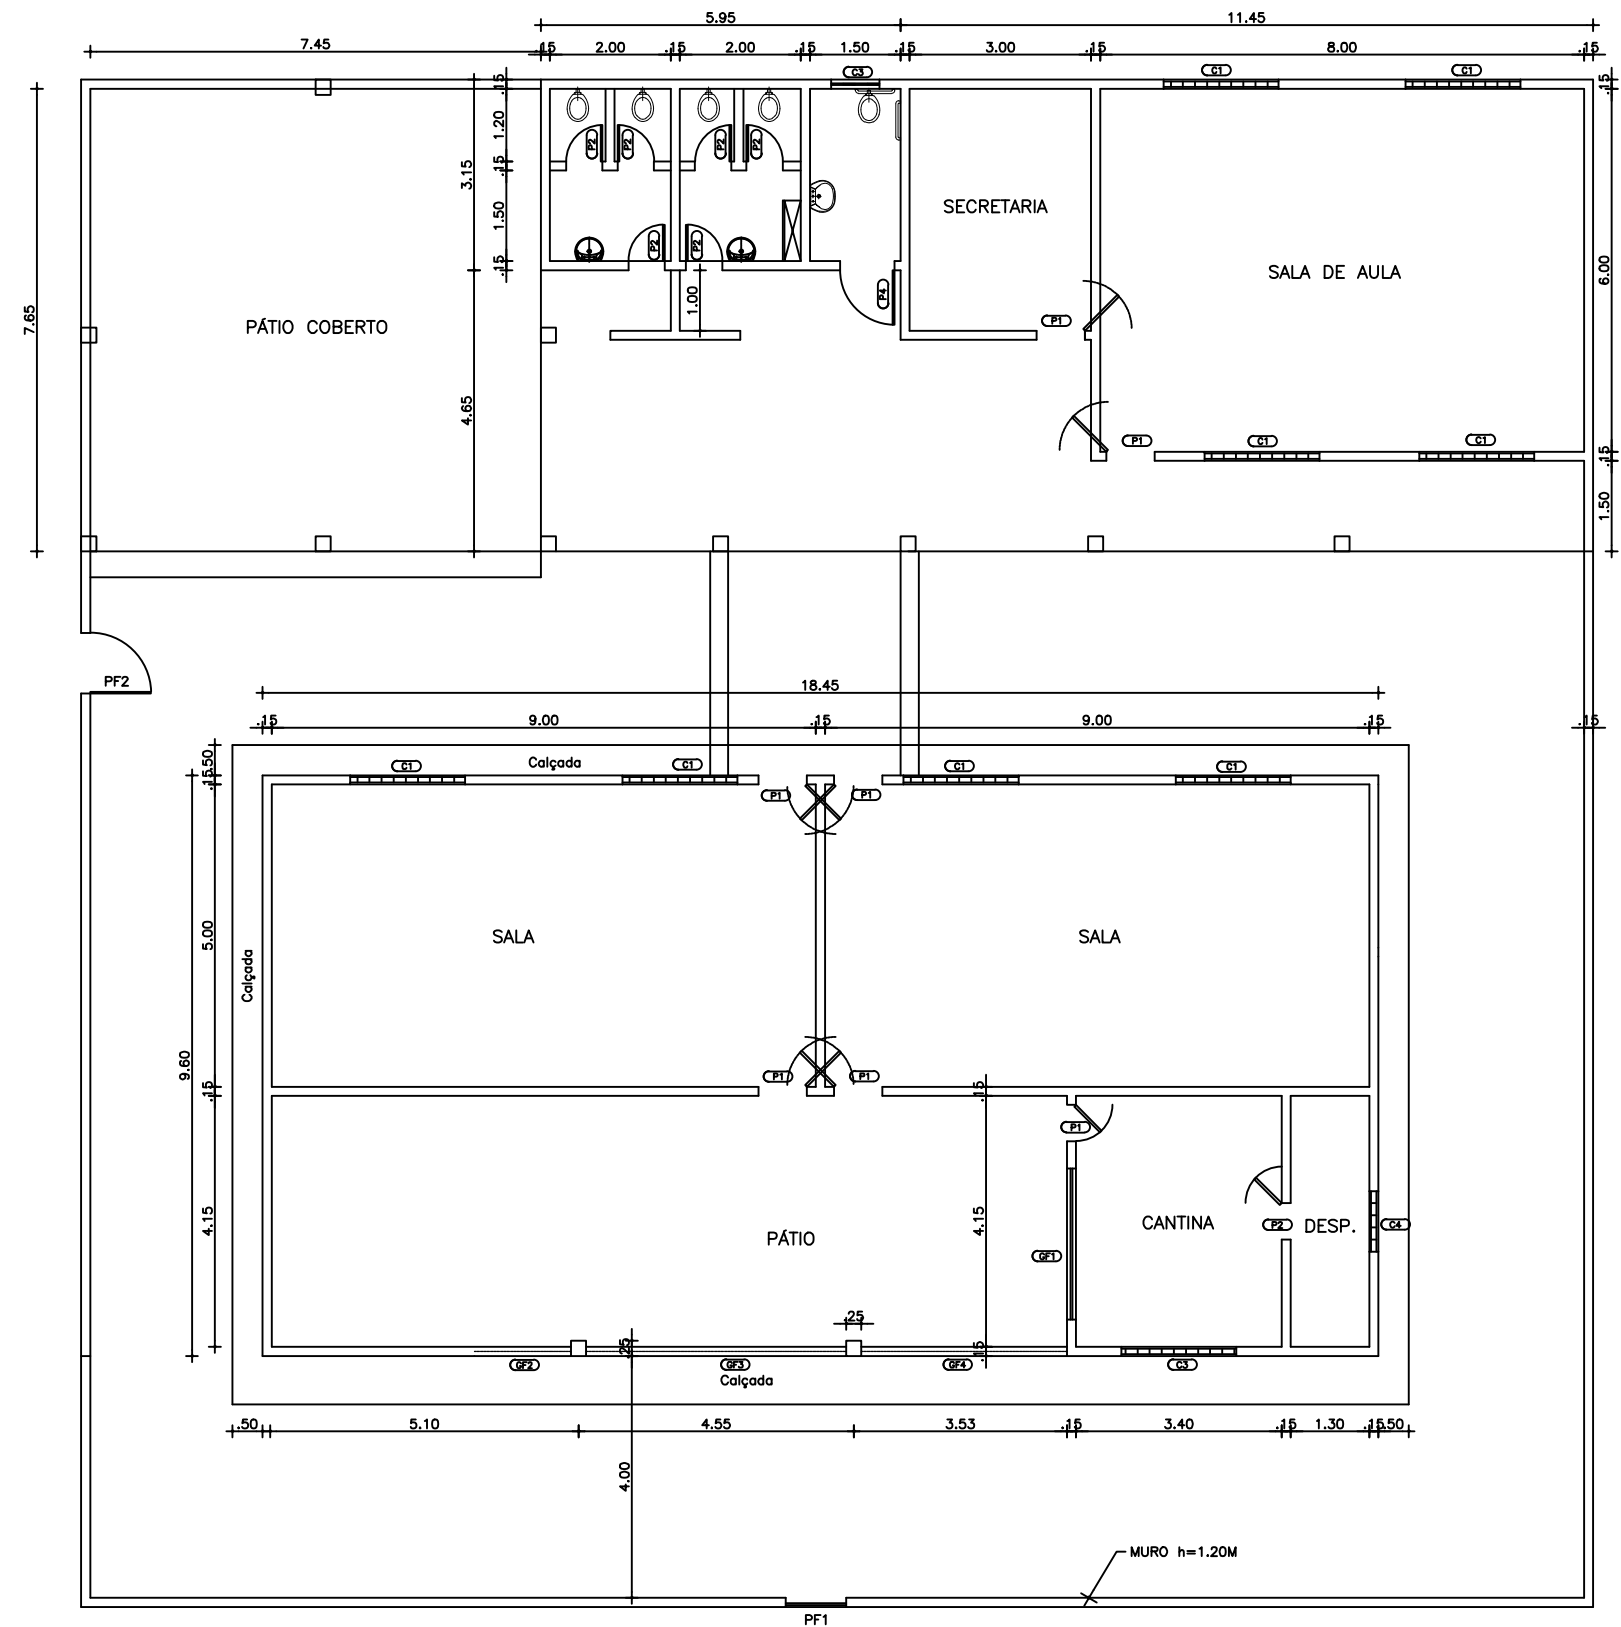 5.95 11.45
7.45 .15 2.00 .15 2.00 .15 1.50 .15 3.00 .15 8.00 .15
C3 C1 C1
.15 .15
1.20
P2 P2 P2 P2
.15
3.15
1.50
SECRETARIA
P2 P2
.15
SALA DE AULA 6.00
1.00 P4
7.65
PÁTIO COBERTO
P1
4.65
P1 C1 C1
.15
1.50
PF2
18.45
.15 9.00 .15 9.00 .15 .15
.50
.15
Calçada
C1 C1 C1 C1
P1 P1
5.00
SALA SALA
Calçada
9.60
P1 P1
.15 .15
P1
4.15 4.15
PÁTIO
CANTINA
P2 DESP. C4
GF1
.25
.25 .15
GF2 GF3 GF4 C3
Calçada
.50 5.10 4.55 3.53 .15 3.40 .15 1.30 .15 .50
4.00
MURO h=1.20M
PF1